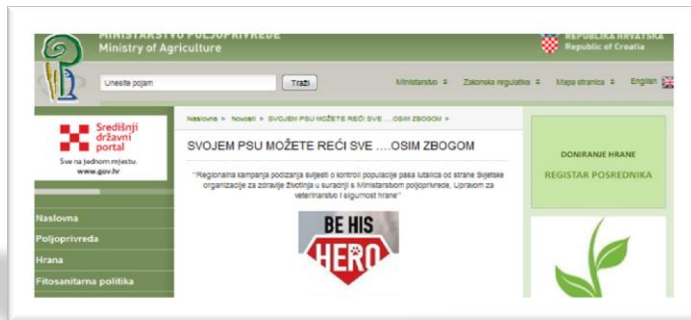 MINISTARSTVO POLJOPRIVREDE
Ministry of Agriculture
REPUBLIKA HRVATSKA
Republic of Croatia
Unesite pojam
Traži
Ministarstvo
Zakonska regulativa
Mapa stranica
English
Središnji
državni
portal
Sve na jednom mjestu.
www.gov.hr
Naslovna
Poljoprivreda
Hrana
Fitosanitarna politika
Naslovna > Novosti > SVOJEM PSU MOŽETE REĆI SVE ....OSIM ZBOGOM >
SVOJEM PSU MOŽETE REĆI SVE ....OSIM ZBOGOM
"Regionalna kampanja podizanja svijesti o kontroli populacije pasa lutalica od strane Svjetske
organizacije za zdravlje životinja u suradnji s Ministarstvom poljoprivrede, Upravom za
veterinarstvo i sigurnost hrane"
BE HIS
HERO
DONIRANJE HRANE
REGISTAR POSREDNIKA